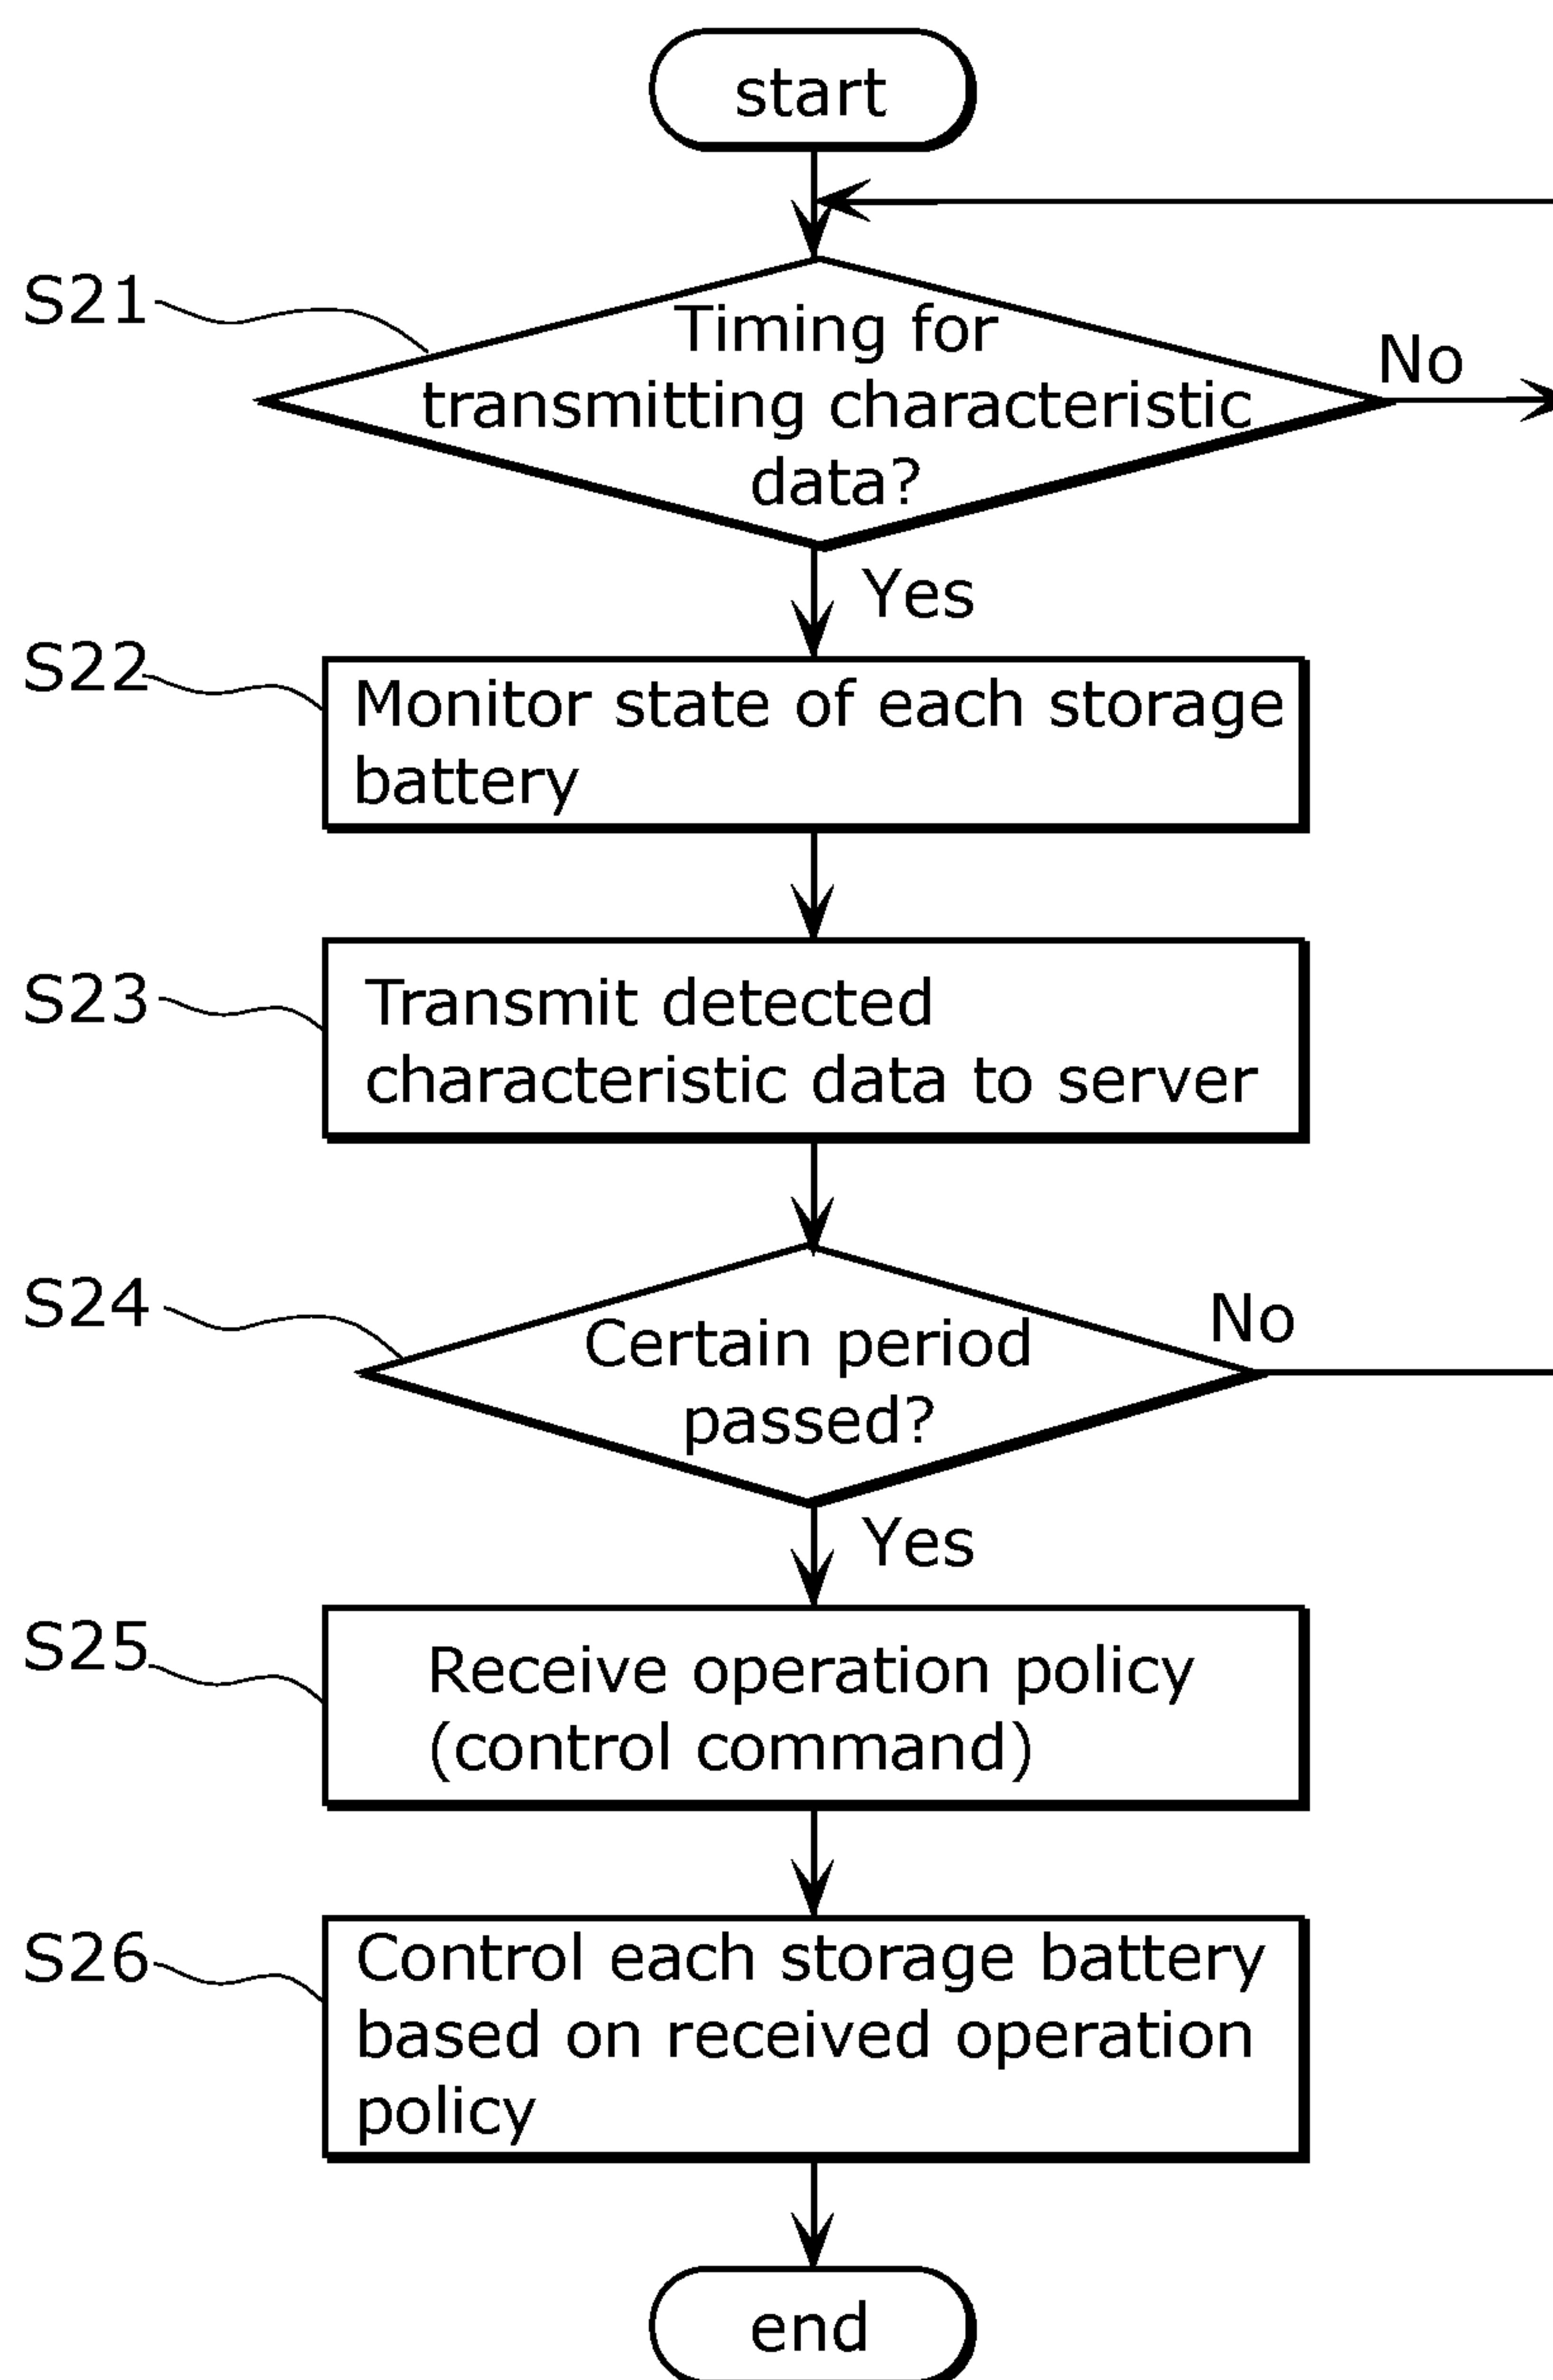 start
S21
Timing for
transmitting characteristic
data?
No
Yes
S22
Monitor state of each storage
battery
S23
Transmit detected
characteristic data to server
S24
Certain period
passed?
No
Yes
S25
Receive operation policy
(control command)
S26
Control each storage battery
based on received operation
policy
end